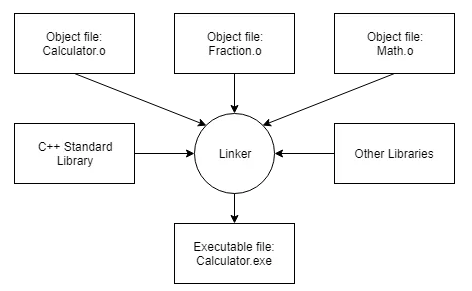 Object file:
Calculator.o
Object file:
Fraction.o
Object file:
Math.o
C++ Standard
Library
Linker
Other Libraries
Executable file:
Calculator.exe